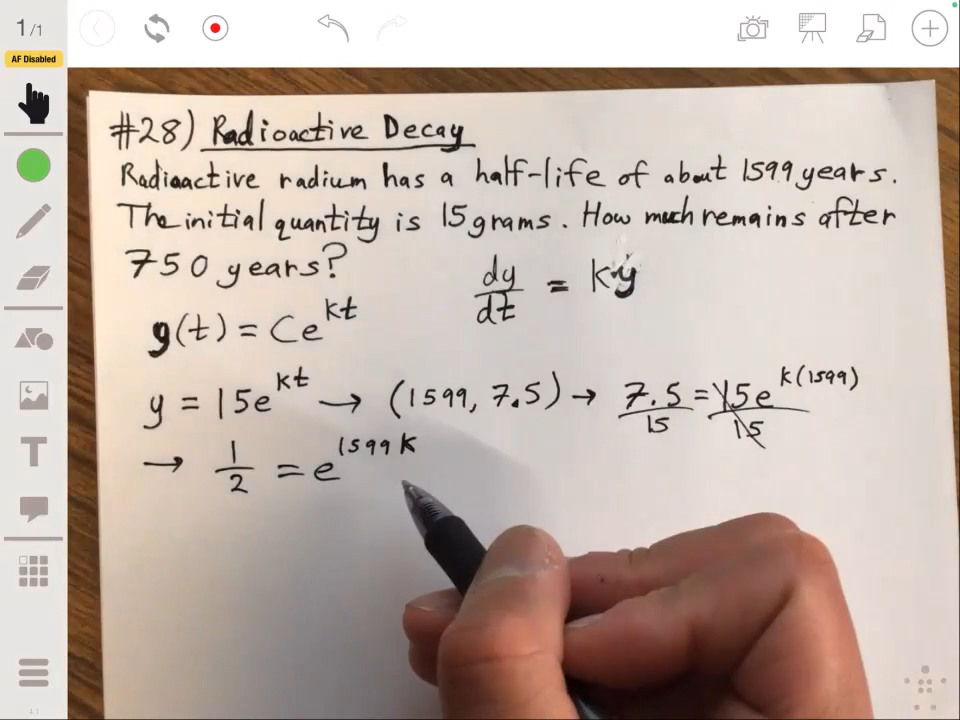 1/1
AF Disabled
#28) Radioactive Decay
Radioactive radium has a half-life of about 1599 years.
The initial quantity is 15 grams. How much remains after
750 years?
dy/dt = ky
y(t) = Ce^kt
y = 15e^kt → (1599, 7.5) → 7.5/15 = 15e^k(1599)/15
→ 1/2 = e^1599k
T